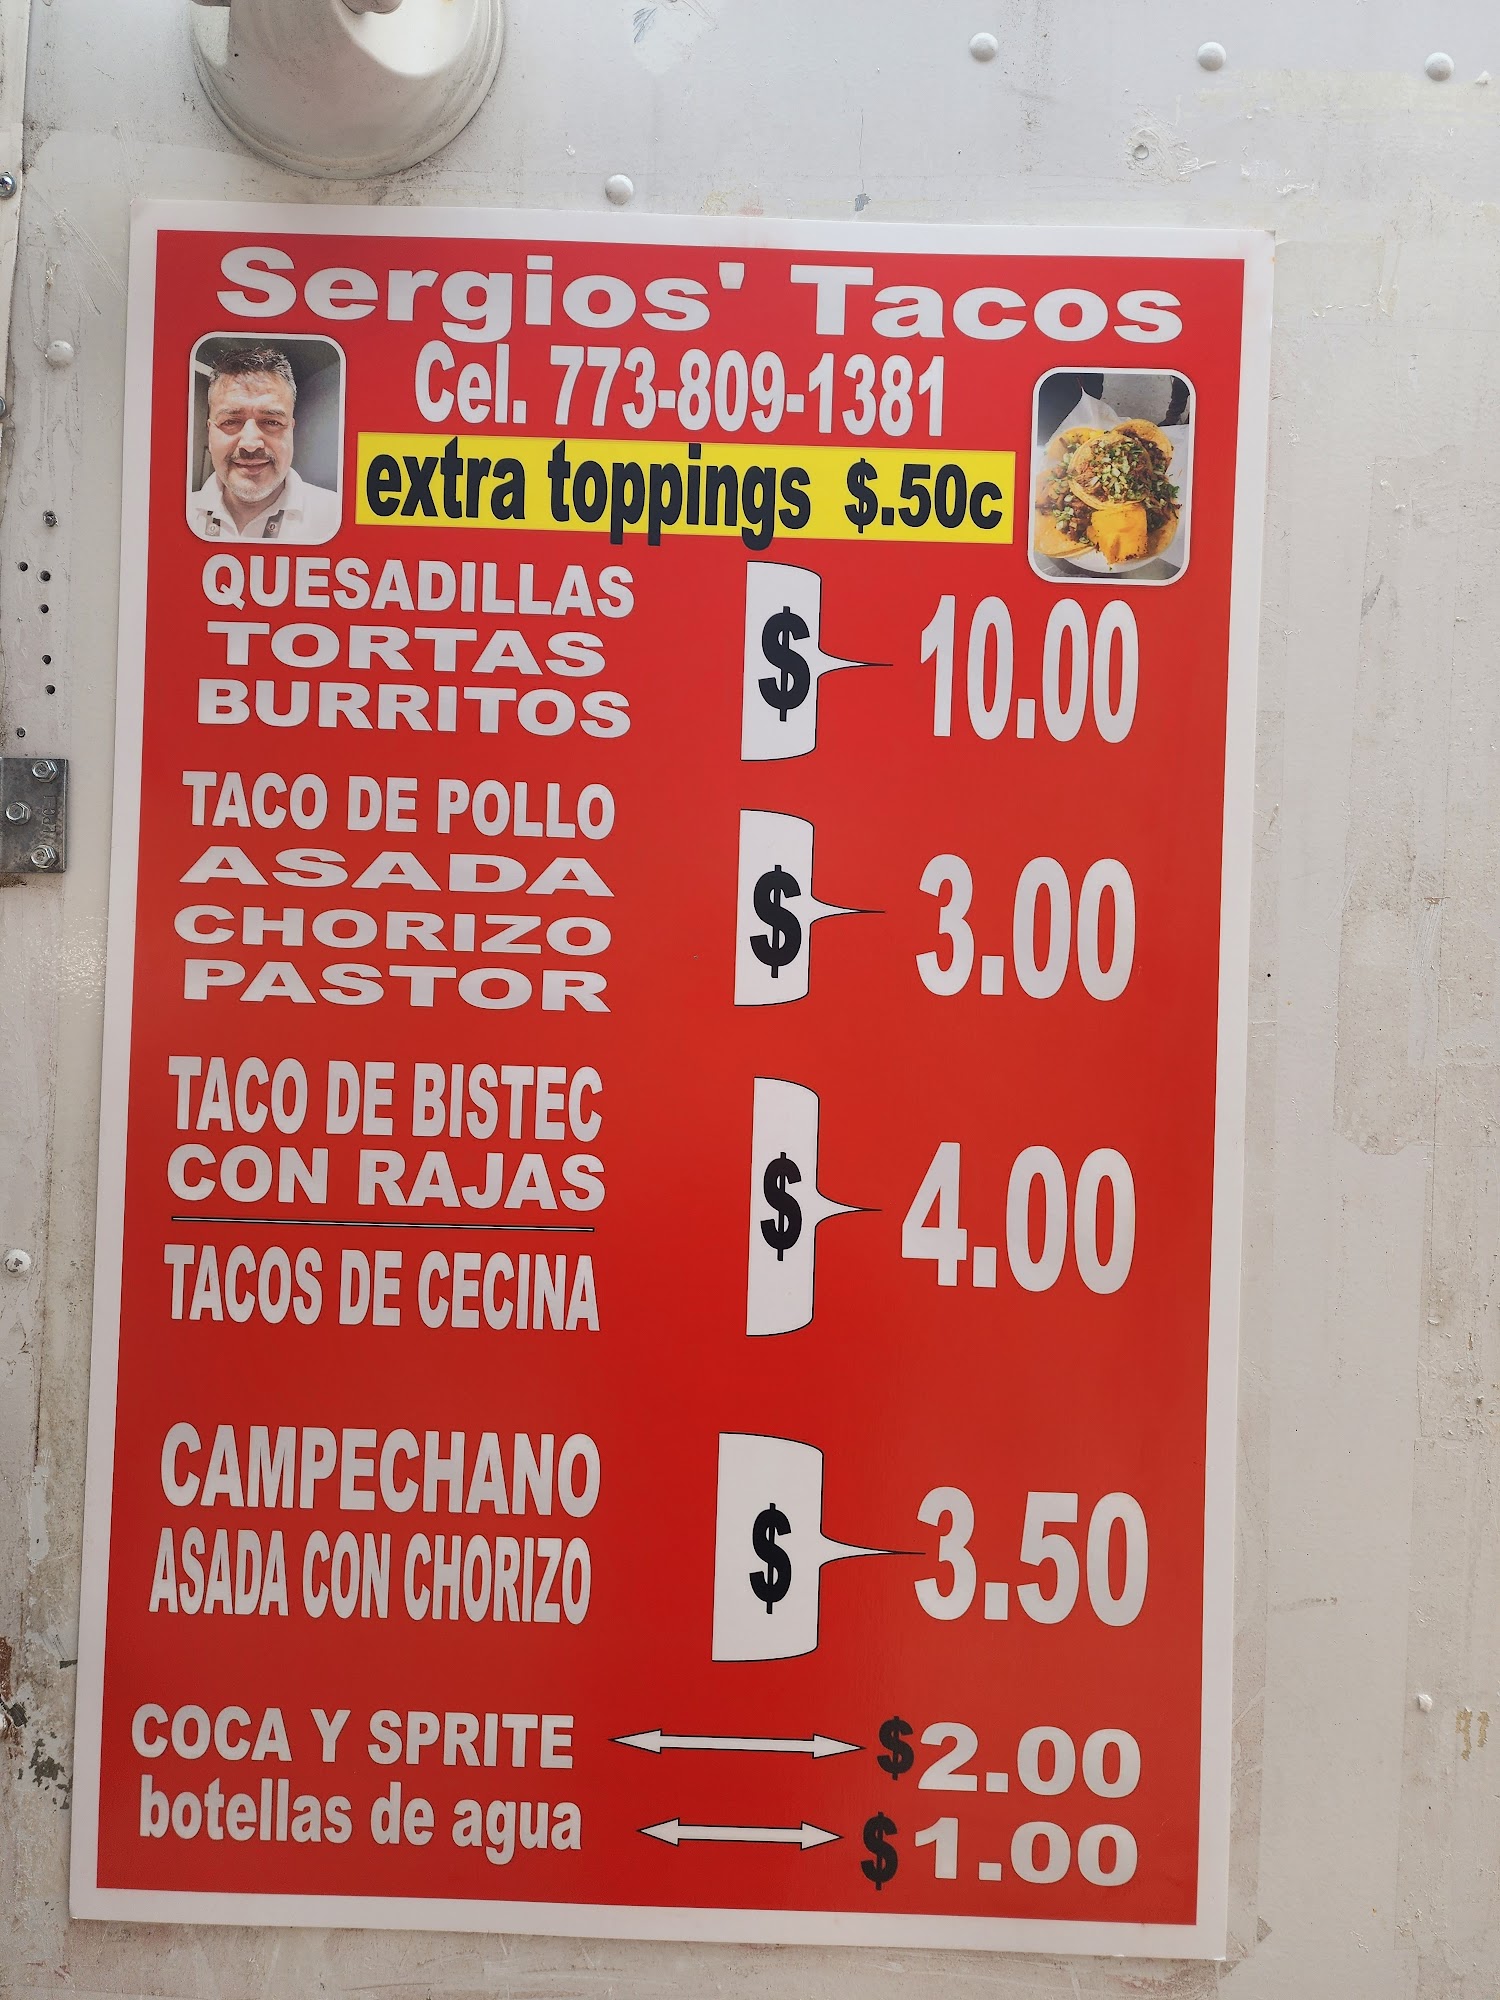 Sergios' Tacos
Cel. 773-809-1381
extra toppings $.50c
QUESADILLAS
TORTAS
BURRITOS
$ 10.00
TACO DE POLLO
ASADA
CHORIZO
PASTOR
$ 3.00
TACO DE BISTEC
CON RAJAS
TACOS DE CECINA
$ 4.00
CAMPECHANO
ASADA CON CHORIZO
$ 3.50
COCA Y SPRITE $2.00
botellas de agua $1.00